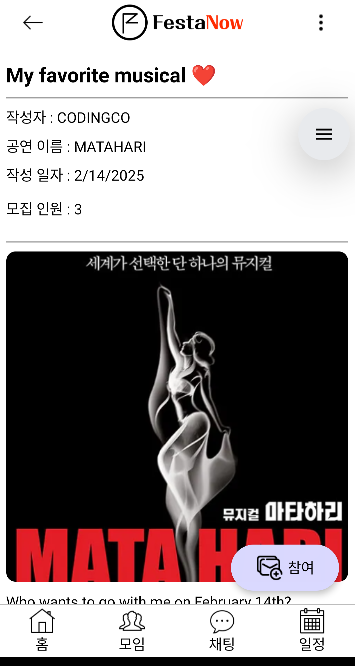 FestaNow
My favorite musical ❤️
작성자 : CODINGCO
공연 이름 : MATAHARI
작성 일자 : 2/14/2025
모집 인원 : 3
세계가 선택한 단 하나의 뮤지컬
뮤지컬 마타하리
MATA HARI
참여
Who wants to go with me on February 14th?
홈
모임
채팅
일정